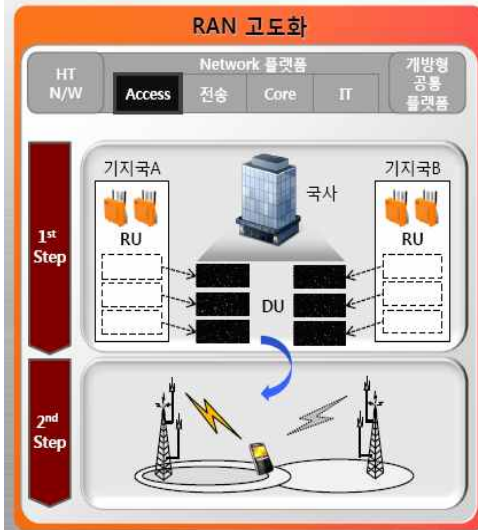 RAN 고도화
HT
N/W
Network 플랫폼
Access
전송
Core
IT
개방형
공통
플랫폼
1st
Step
기지국A
RU
국사
DU
기지국B
RU
2nd
Step